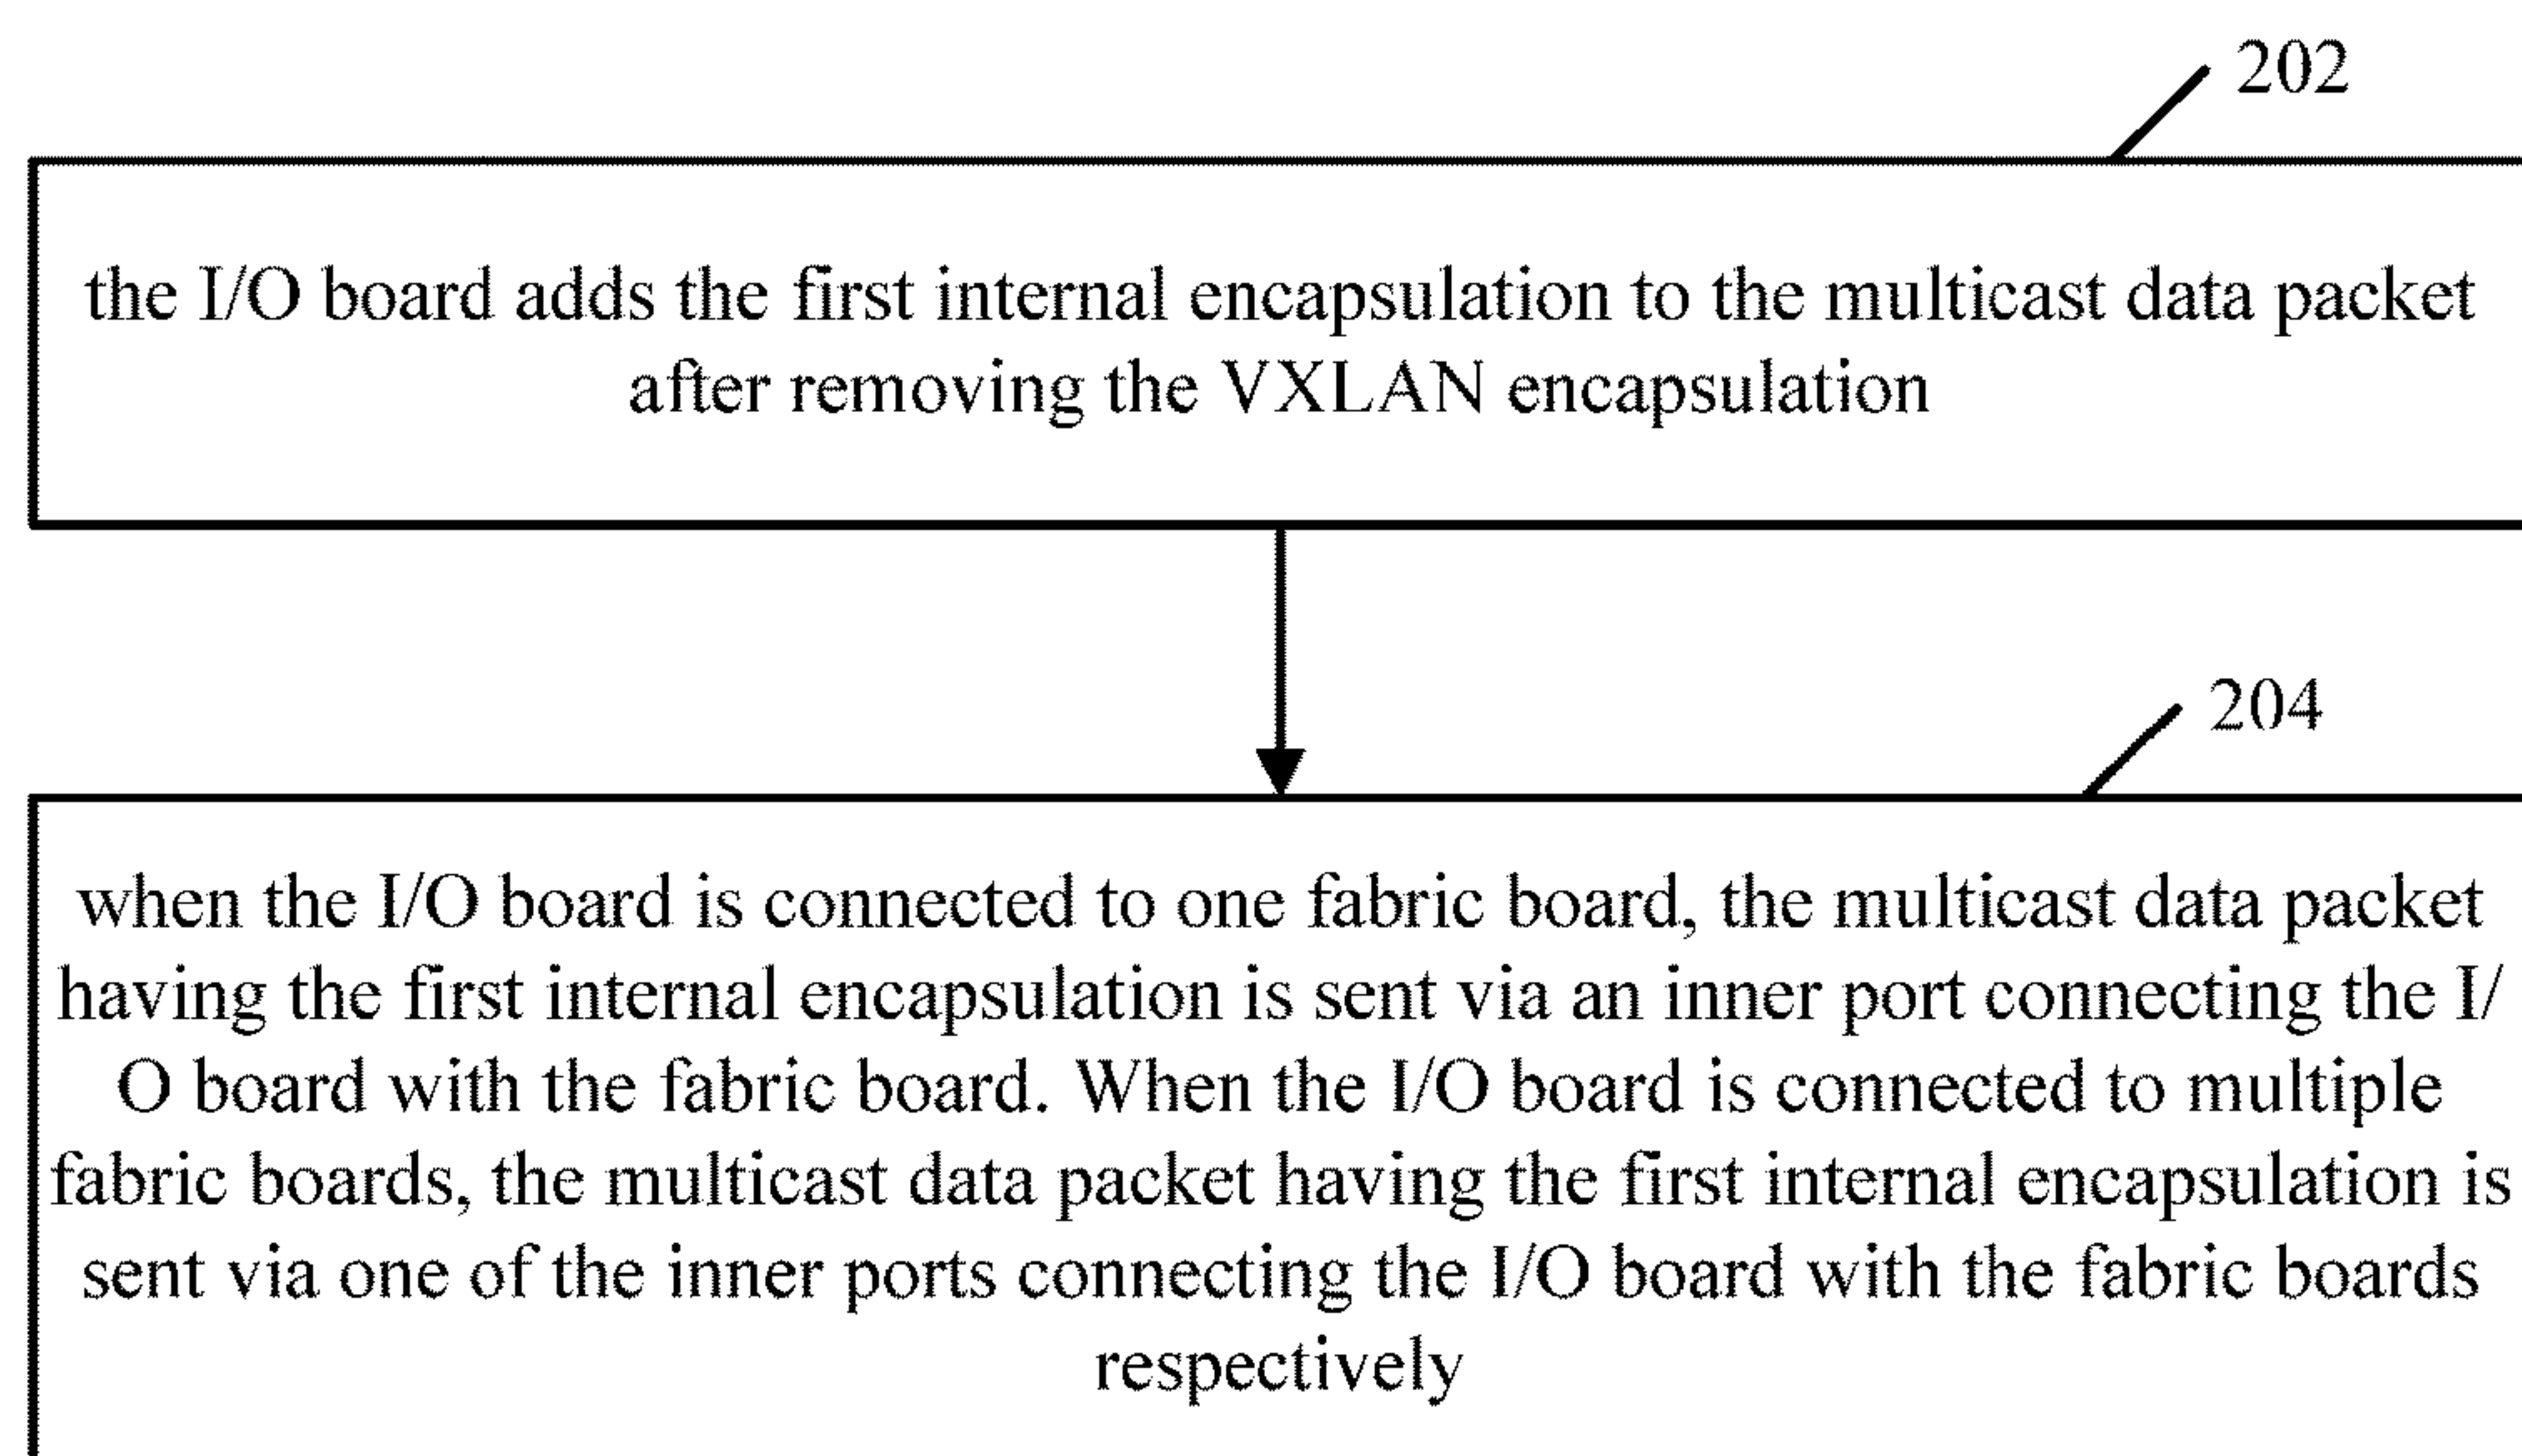 202
the I/O board adds the first internal encapsulation to the multicast data packet
after removing the VXLAN encapsulation
204
when the I/O board is connected to one fabric board, the multicast data packet
having the first internal encapsulation is sent via an inner port connecting the I/
O board with the fabric board. When the I/O board is connected to multiple
fabric boards, the multicast data packet having the first internal encapsulation is
sent via one of the inner ports connecting the I/O board with the fabric boards
respectively